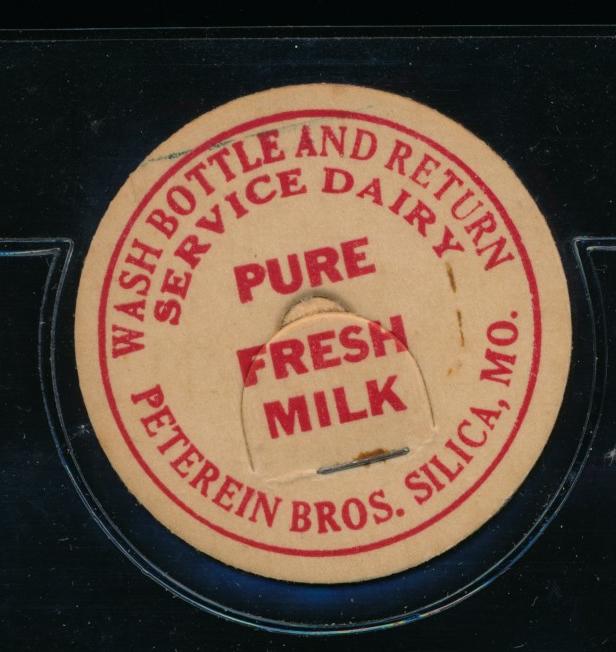 WASH BOTTLE AND RETURN
SERVICE DAIRY
PURE
FRESH
MILK
PETEREIN BROS. SILICA, MO.